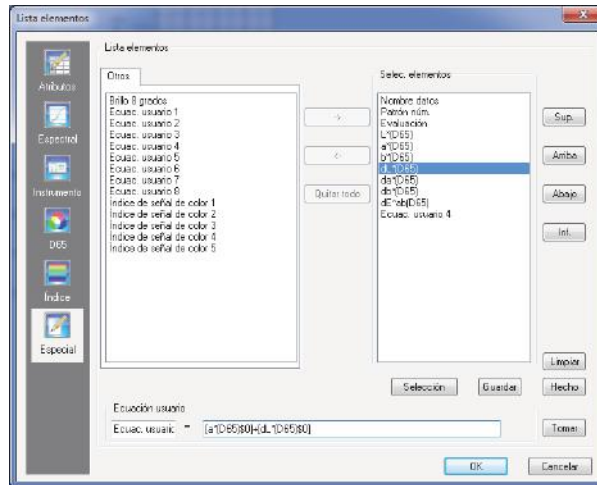 Lista elementos
Lista elementos
Atributos
Espectral
Instrumento
D65
Índice
Especial
Otros
Brillo 8 grados
Ecuac. usuario 1
Ecuac. usuario 2
Ecuac. usuario 3
Ecuac. usuario 4
Ecuac. usuario 5
Ecuac. usuario 6
Ecuac. usuario 7
Ecuac. usuario 8
Índice de señal de color 1
Índice de señal de color 2
Índice de señal de color 3
Índice de señal de color 4
Índice de señal de color 5
->
<-
Quitar todo
Selec. elementos
Nombre datos
Patrón núm.
Evaluación
L*(D65)
a*(D65)
b*(D65)
dL*(D65)
da*(D65)
db*(D65)
dE*ab(D65)
Ecuac. usuario 4
Sup.
Arriba
Abajo
Inf.
Limpiar
Selección
Guardar
Hecho
Ecuación usuario
Ecuac. usuaric = [a*(D65)$0]+[dL*(D65)$0]
Tomar
OK
Cancelar